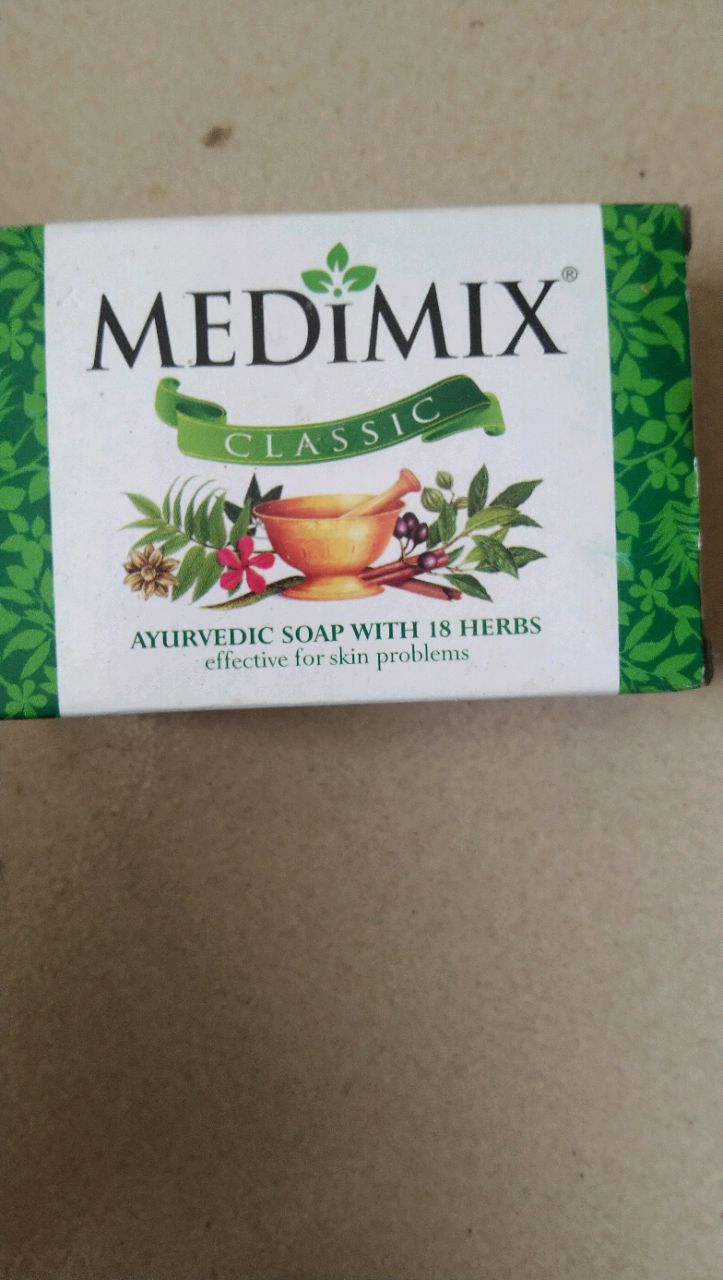 MEDiMIX®
CLASSIC
AYURVEDIC SOAP WITH 18 HERBS
effective for skin problems